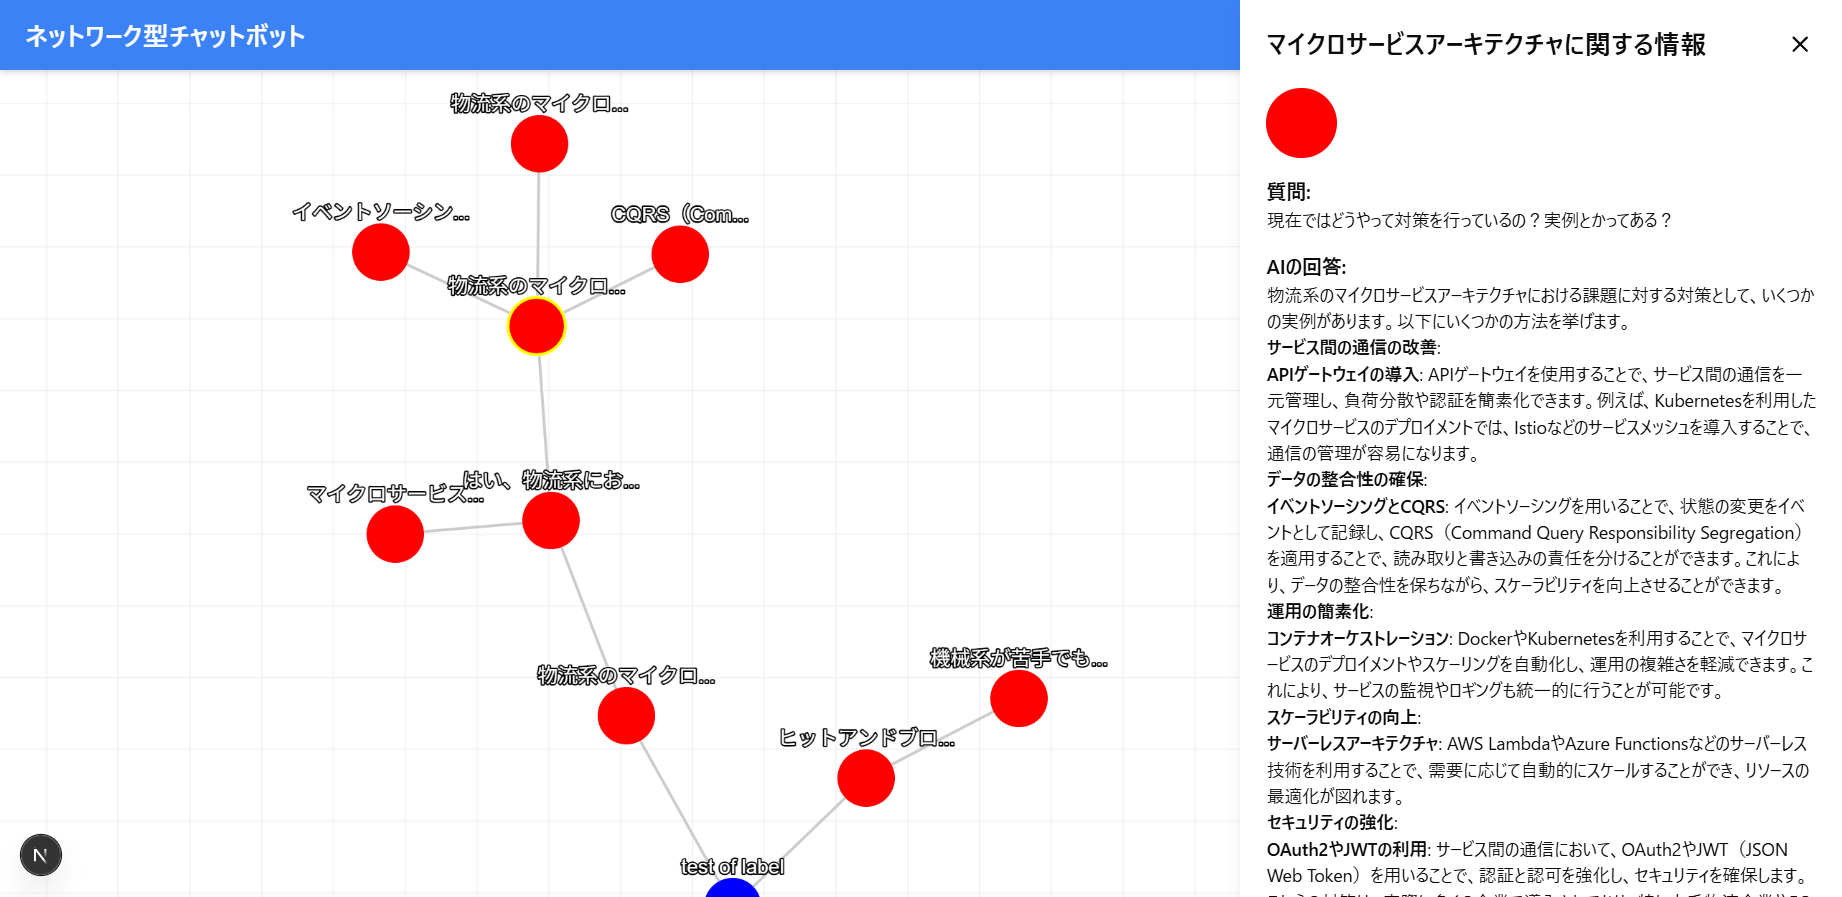 ネットワーク型チャットボット
物流系のマイクロ...
イベントソーシン...
CQRS（Com...
物流系のマイクロ...
はい、物流系にお...
マイクロサービス...
物流系のマイクロ...
機械系が苦手でも...
ヒットアンドブロ...
test of label
N
マイクロサービスアーキテクチャに関する情報
質問:
現在ではどうやって対策を行っているの？実例とかってある？
AIの回答:
物流系のマイクロサービスアーキテクチャにおける課題に対する対策として、いくつか
の実例があります。以下にいくつかの方法を挙げます。
サービス間の通信の改善:
APIゲートウェイの導入: APIゲートウェイを使用することで、サービス間の通信を一
元管理し、負荷分散や認証を簡素化できます。例えば、Kubernetesを利用した
マイクロサービスのデプロイメントでは、Istioなどのサービスメッシュを導入することで、
通信の管理が容易になります。
データの整合性の確保:
イベントソーシングとCQRS: イベントソーシングを用いることで、状態の変更をイベ
ントとして記録し、CQRS（Command Query Responsibility Segregation）
を適用することで、読み取りと書き込みの責任を分けることができます。これによ
り、データの整合性を保ちながら、スケーラビリティを向上させることができます。
運用の簡素化:
コンテナオーケストレーション: DockerやKubernetesを利用することで、マイクロサ
ービスのデプロイメントやスケーリングを自動化し、運用の複雑さを軽減できます。こ
れにより、サービスの監視やロギングも統一的に行うことが可能です。
スケーラビリティの向上:
サーバーレスアーキテクチャ: AWS LambdaやAzure Functionsなどのサーバーレス
技術を利用することで、需要に応じて自動的にスケールすることができ、リソースの
最適化が図れます。
セキュリティの強化:
OAuth2やJWTの利用: サービス間の通信において、OAuth2やJWT（JSON
Web Token）を用いることで、認証と認可を強化し、セキュリティを確保します。